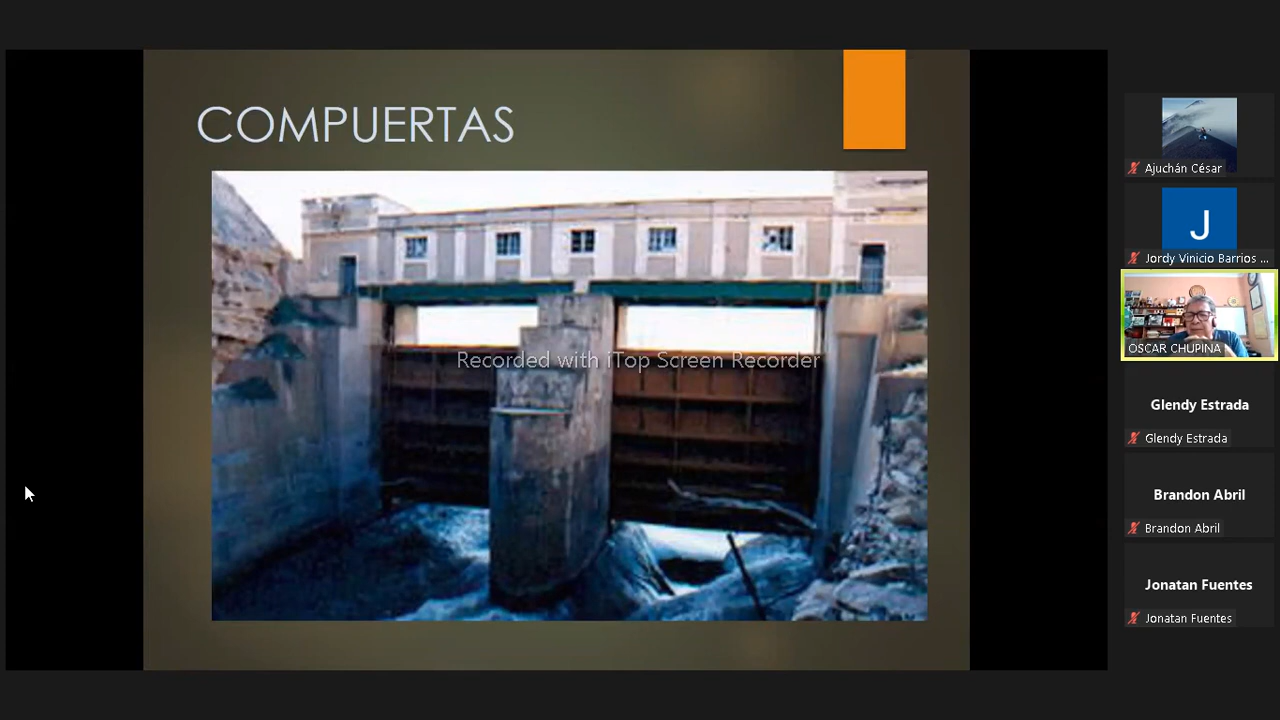 COMPUERTAS
Recorded with iTop Screen Recorder
Ajuchán César
J
Jordy Vinicio Barrios ...
OSCAR CHUPINA
Glendy Estrada
Glendy Estrada
Brandon Abril
Brandon Abril
Jonatan Fuentes
Jonatan Fuentes